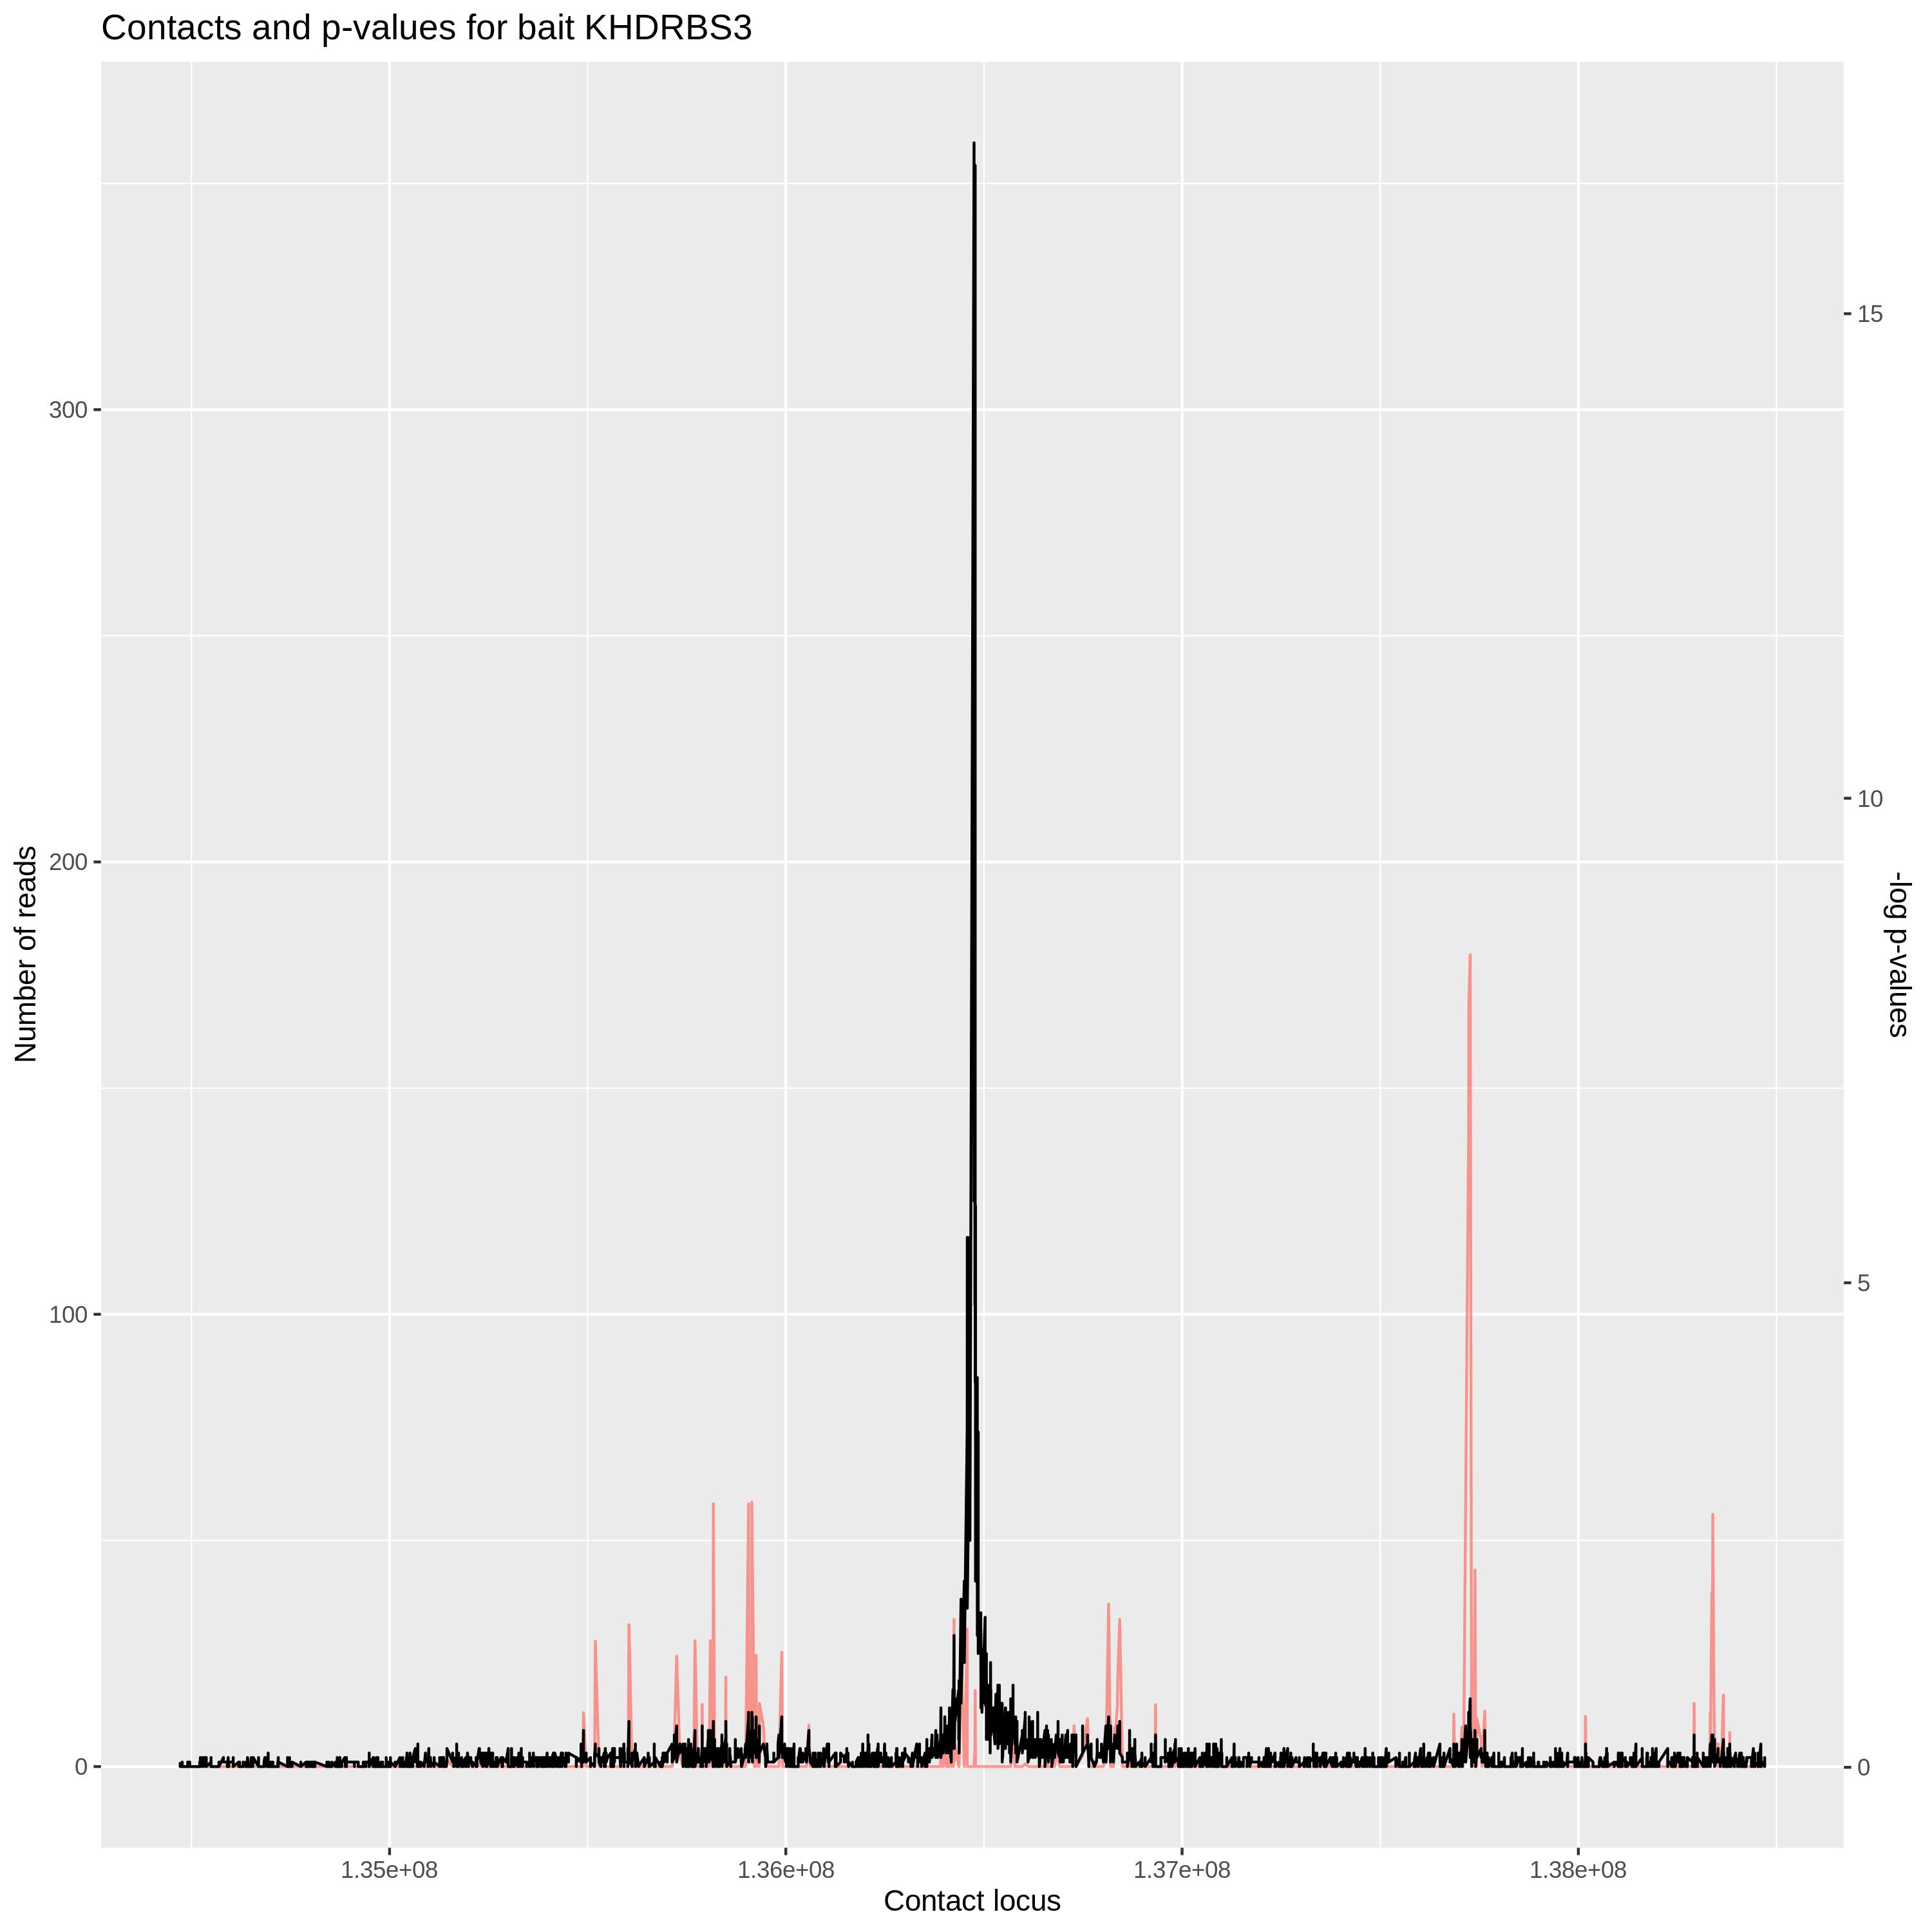 Contacts and p-values for bait KHDRBS3
300
200
100
0
Number of reads
15
10
5
0
-log p-values
1.35e+08
1.36e+08
1.37e+08
1.38e+08
Contact locus